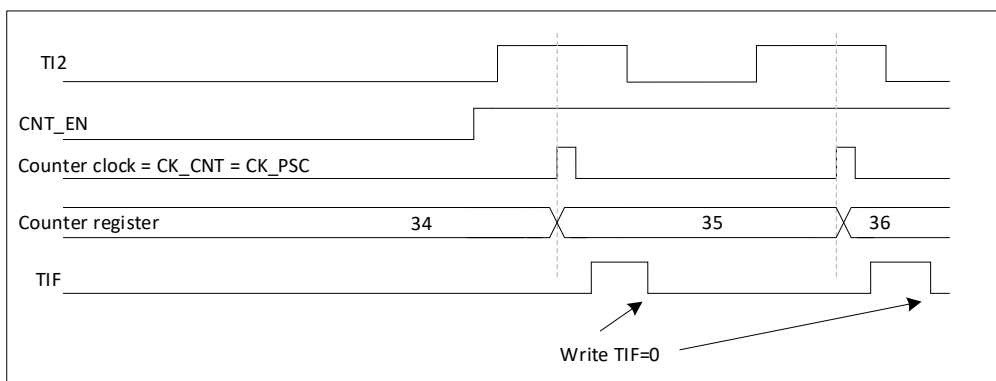 TI2
CNT_EN
Counter clock = CK_CNT = CK_PSC
Counter register
34
35
36
TIF
Write TIF=0